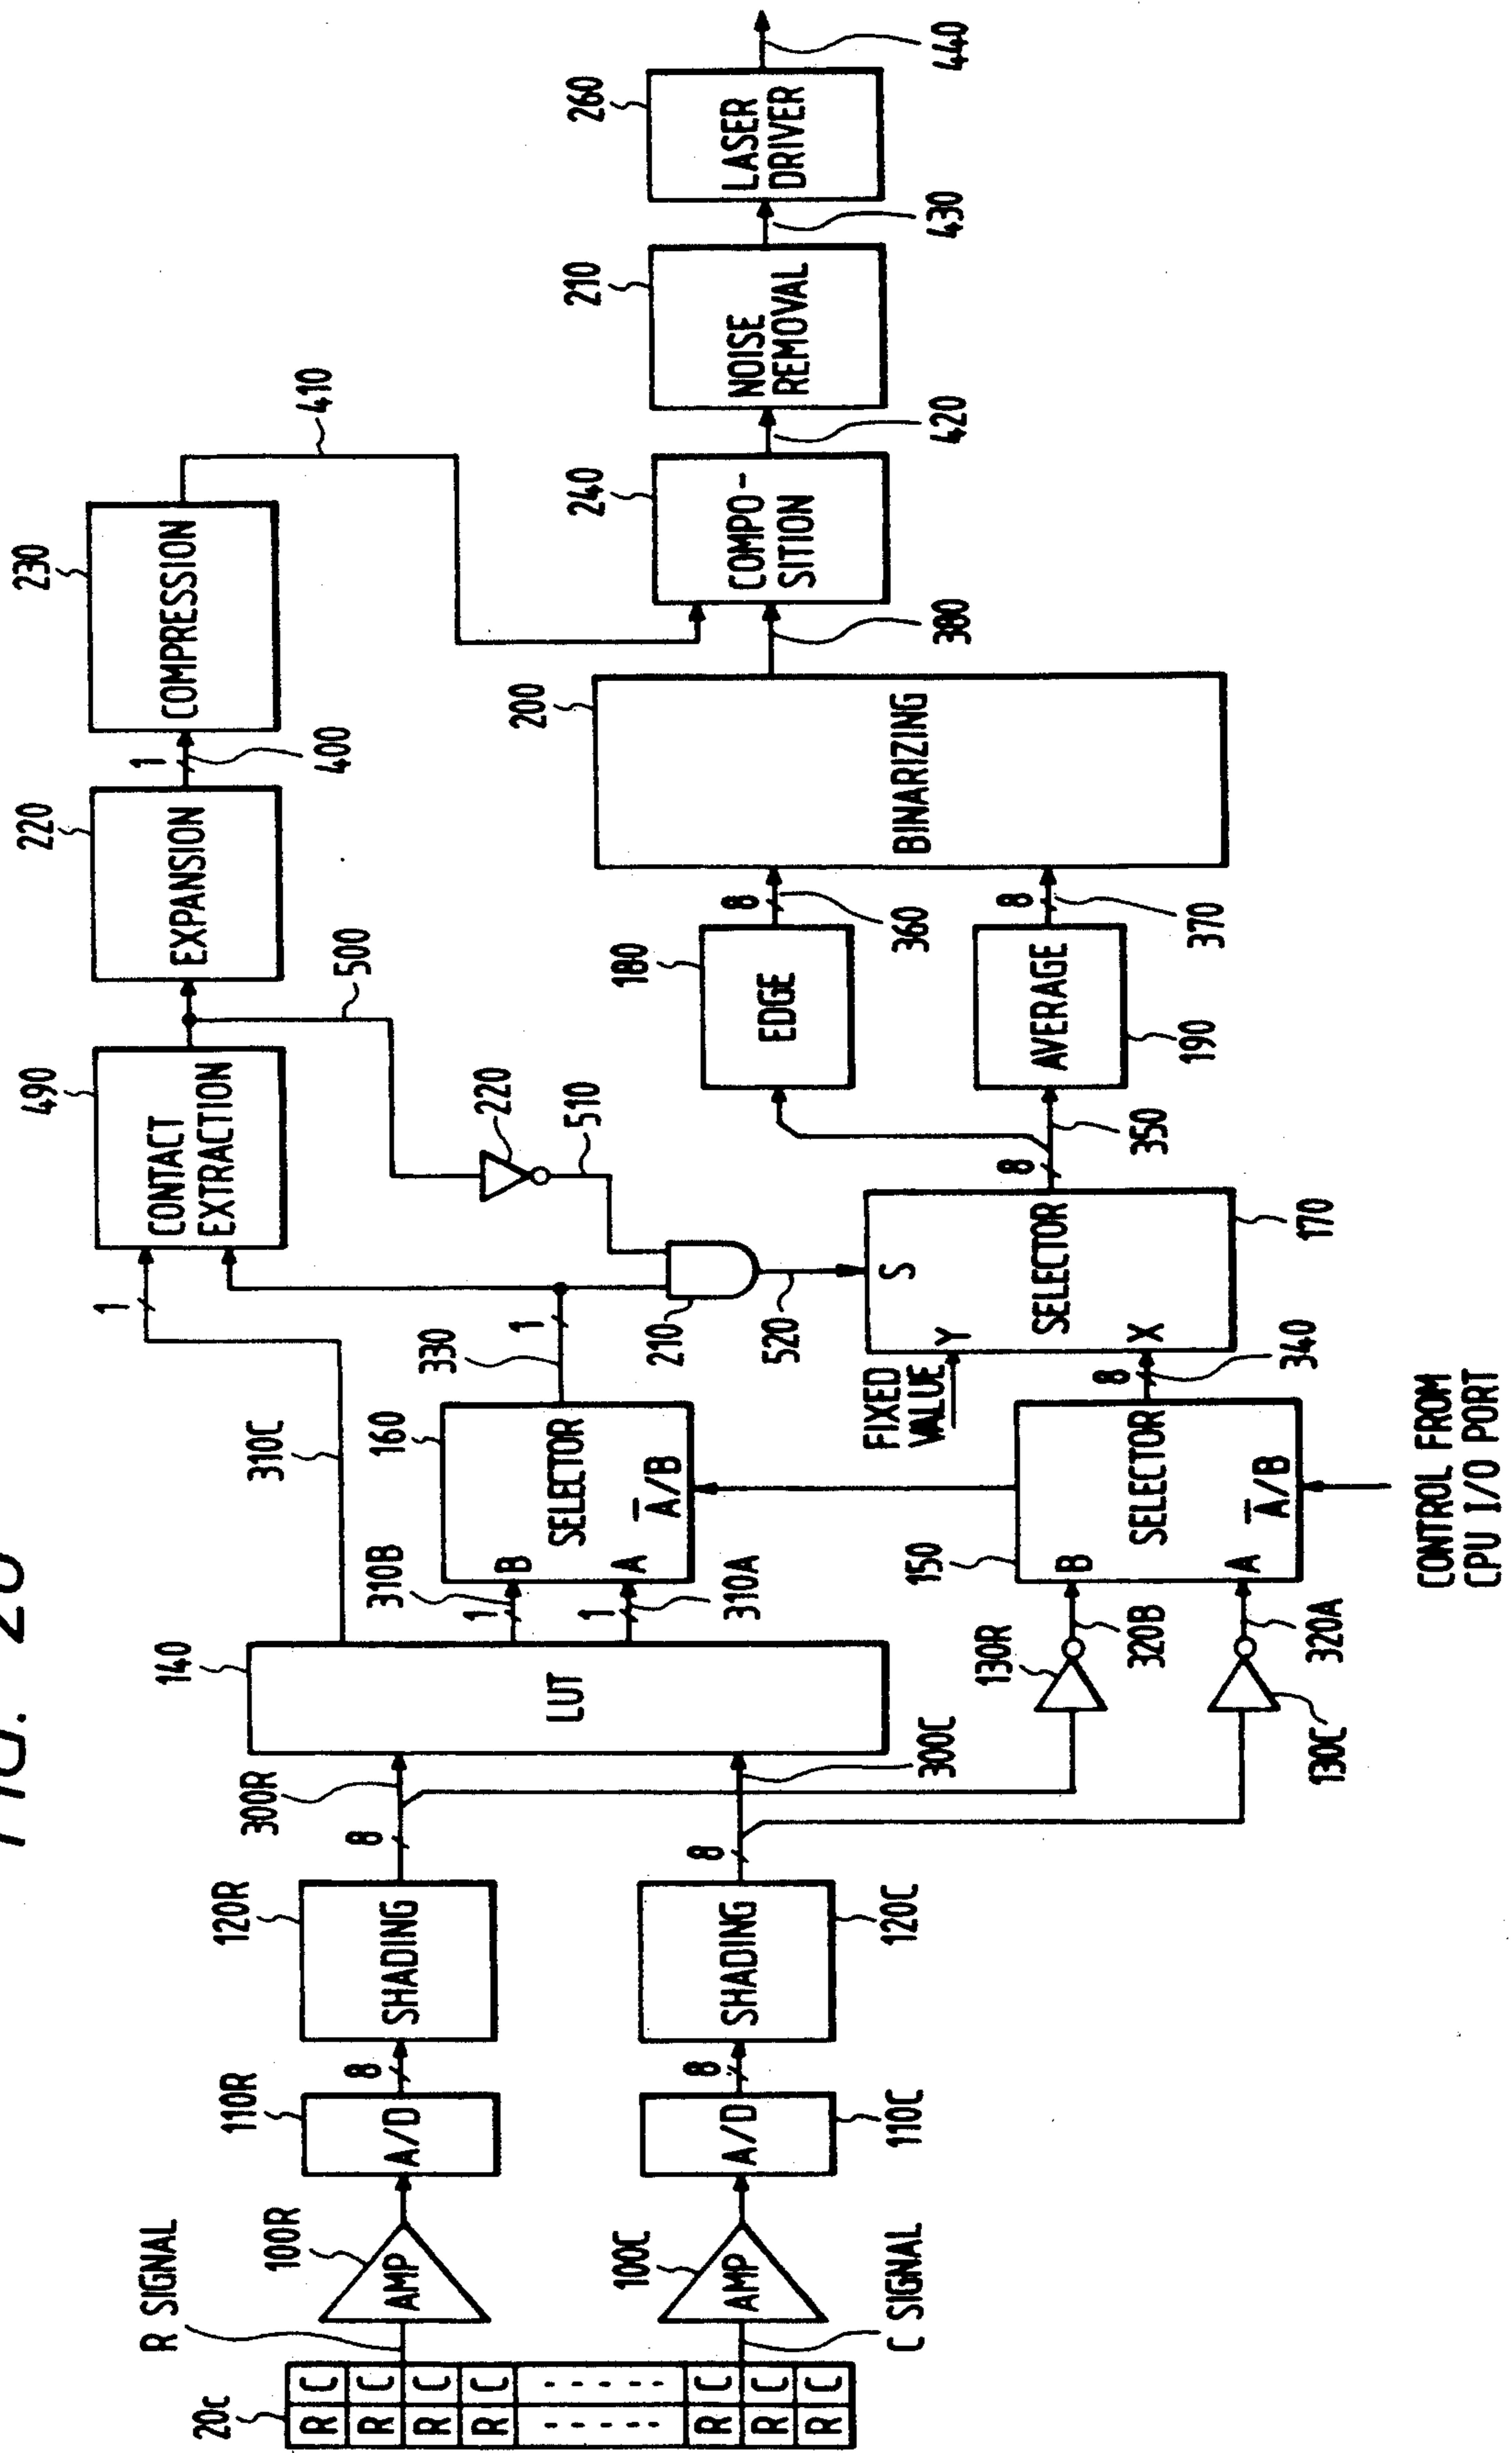 FIG. 20
20c
R C
R C
R C
R C
R C
R C
R C
R SIGNAL
C SIGNAL
100R
AMP
100C
AMP
110R
A/D
110C
A/D
8
8
120R
SHADING
120C
SHADING
8
8
300R
300C
140
LUT
130R
130C
320B
320A
310C
310B
310A
1
1
1
160
SELECTOR
B
A
A̅/B
150
SELECTOR
B
A
A̅/B
CONTROL FROM
CPU I/O PORT
330
1
8
340
FIXED
VALUE
210
520
S
Y
X
SELECTOR
170
220
510
490
CONTACT
EXTRACTION
500
8
350
180
EDGE
190
AVERAGE
8
360
8
370
220
EXPANSION
1
400
230
COMPRESSION
410
200
BINARIZING
380
240
COMPO-
SITION
420
210
NOISE
REMOVAL
430
260
LASER
DRIVER
440